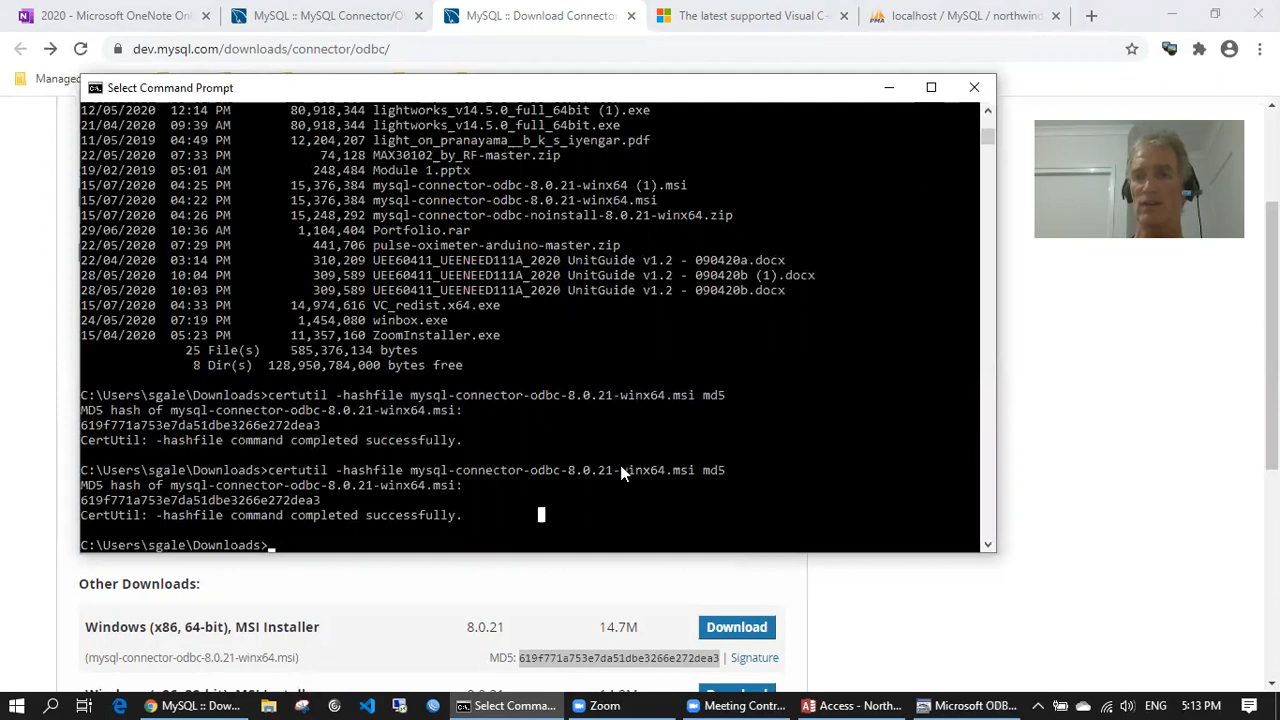 2020 - Microsoft OneNote Onl
MySQL :: MySQL Connector/O
MySQL :: Download Connector
The latest supported Visual C+
localhost / MySQL / northwind
dev.mysql.com/downloads/connector/odbc/
Managed
Select Command Prompt
12/05/2020 12:14 PM 80,918,344 lightworks_v14.5.0_full_64bit (1).exe
21/04/2020 09:39 AM 80,918,344 lightworks_v14.5.0_full_64bit.exe
11/05/2019 04:49 PM 12,204,207 light_on_pranayama__b_k_s_iyengar.pdf
22/05/2020 07:33 PM 74,128 MAX30102_by_RF-master.zip
19/02/2019 05:01 AM 248,484 Module 1.pptx
15/07/2020 04:25 PM 15,376,384 mysql-connector-odbc-8.0.21-winx64 (1).msi
15/07/2020 04:22 PM 15,376,384 mysql-connector-odbc-8.0.21-winx64.msi
15/07/2020 04:26 PM 15,248,292 mysql-connector-odbc-noinstall-8.0.21-winx64.zip
29/06/2020 10:36 AM 1,104,404 Portfolio.rar
22/05/2020 07:29 PM 441,706 pulse-oximeter-arduino-master.zip
22/04/2020 03:14 PM 310,209 UEE60411_UEENEED111A_2020 UnitGuide v1.2 - 090420a.docx
28/05/2020 10:04 PM 309,589 UEE60411_UEENEED111A_2020 UnitGuide v1.2 - 090420b (1).docx
28/05/2020 10:03 PM 309,589 UEE60411_UEENEED111A_2020 UnitGuide v1.2 - 090420b.docx
15/07/2020 04:33 PM 14,974,616 VC_redist.x64.exe
24/05/2020 07:19 PM 1,454,080 winbox.exe
15/04/2020 05:23 PM 11,357,160 ZoomInstaller.exe
25 File(s) 585,376,134 bytes
8 Dir(s) 128,950,784,000 bytes free
C:\Users\sgale\Downloads>certutil -hashfile mysql-connector-odbc-8.0.21-winx64.msi md5
MD5 hash of mysql-connector-odbc-8.0.21-winx64.msi:
619f771a753e7da51dbe3266e272dea3
CertUtil: -hashfile command completed successfully.
C:\Users\sgale\Downloads>certutil -hashfile mysql-connector-odbc-8.0.21-winx64.msi md5
MD5 hash of mysql-connector-odbc-8.0.21-winx64.msi:
619f771a753e7da51dbe3266e272dea3
CertUtil: -hashfile command completed successfully.
C:\Users\sgale\Downloads>
Other Downloads:
Windows (x86, 64-bit), MSI Installer 8.0.21 14.7M Download
(mysql-connector-odbc-8.0.21-winx64.msi) MD5: 619f771a753e7da51dbe3266e272dea3 | Signature
MySQL :: Dow...
Select Comma...
Zoom
Meeting Contr...
Access - North...
Microsoft ODB...
5:13 PM